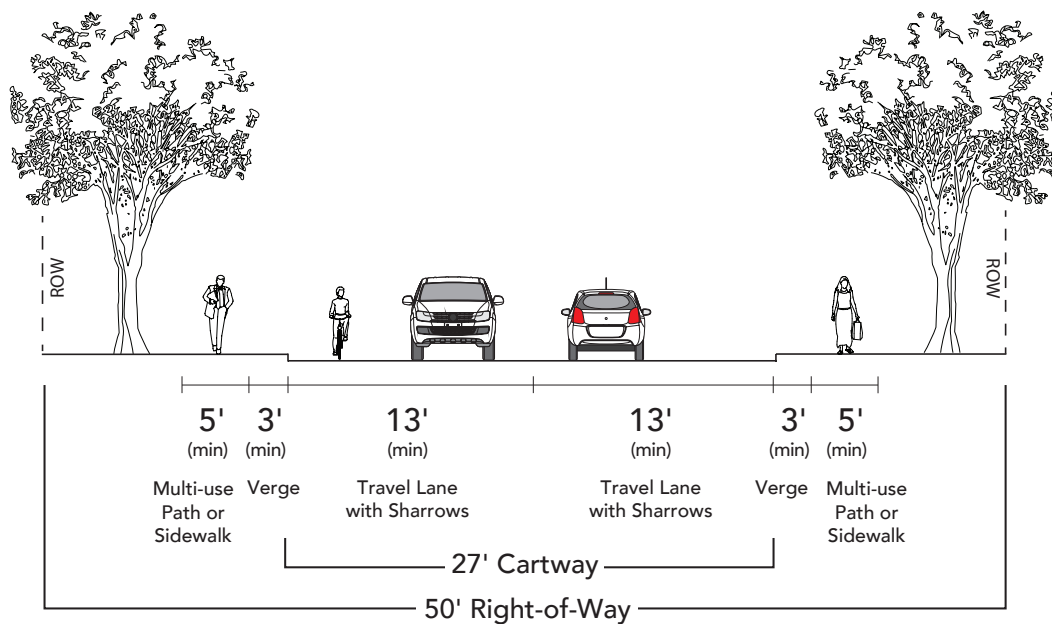 ROW
ROW
5' 3' 13' 13' 3' 5'
(min) (min) (min) (min) (min) (min)
Multi-use Path or Sidewalk
Verge
Travel Lane with Sharrows
Travel Lane with Sharrows
Verge
Multi-use Path or Sidewalk
27' Cartway
50' Right-of-Way